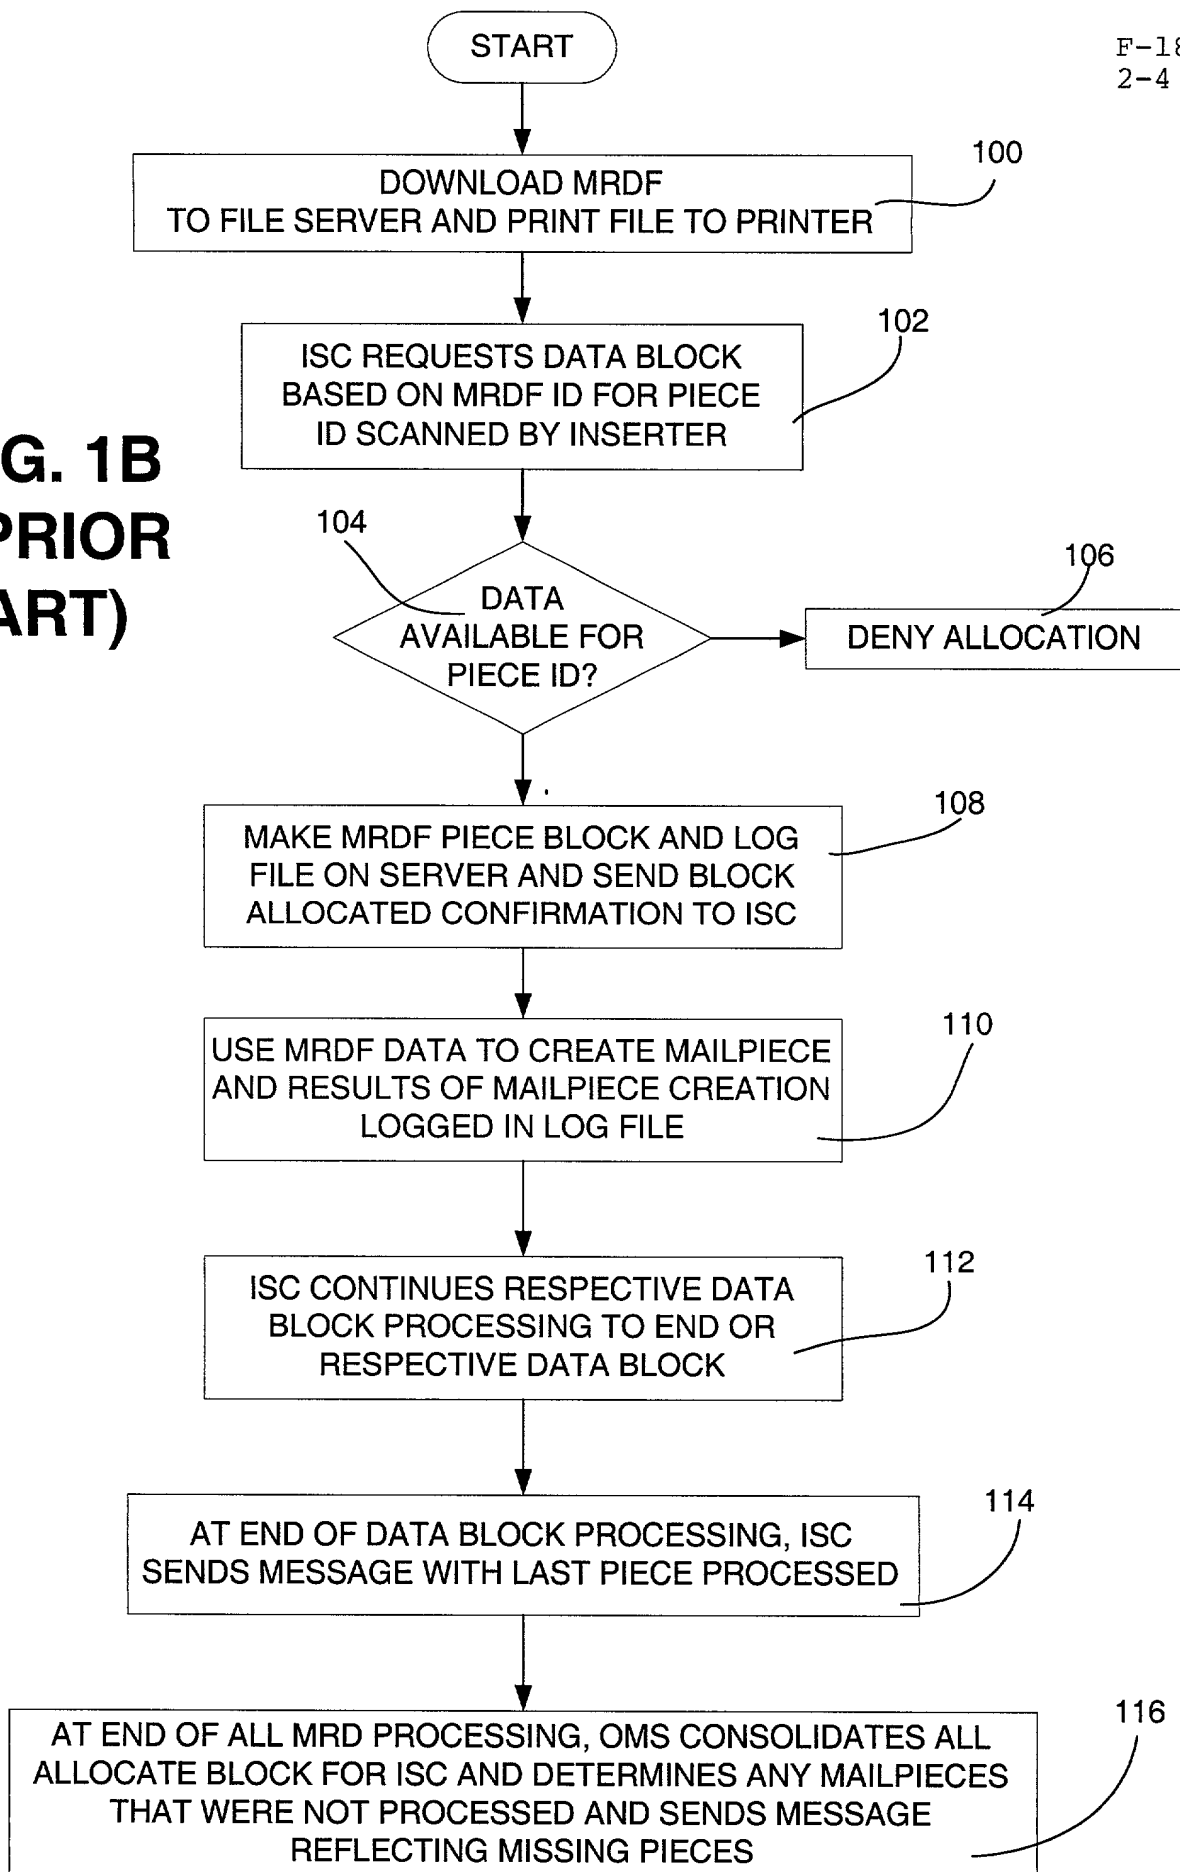 START
F-18
2-4
100
DOWNLOAD MRDF
TO FILE SERVER AND PRINT FILE TO PRINTER
102
ISC REQUESTS DATA BLOCK
BASED ON MRDF ID FOR PIECE
ID SCANNED BY INSERTER
G. 1B
PRIOR
ART)
104
DATA
AVAILABLE FOR
PIECE ID?
106
DENY ALLOCATION
108
MAKE MRDF PIECE BLOCK AND LOG
FILE ON SERVER AND SEND BLOCK
ALLOCATED CONFIRMATION TO ISC
110
USE MRDF DATA TO CREATE MAILPIECE
AND RESULTS OF MAILPIECE CREATION
LOGGED IN LOG FILE
112
ISC CONTINUES RESPECTIVE DATA
BLOCK PROCESSING TO END OR
RESPECTIVE DATA BLOCK
114
AT END OF DATA BLOCK PROCESSING, ISC
SENDS MESSAGE WITH LAST PIECE PROCESSED
116
AT END OF ALL MRD PROCESSING, OMS CONSOLIDATES ALL
ALLOCATE BLOCK FOR ISC AND DETERMINES ANY MAILPIECES
THAT WERE NOT PROCESSED AND SENDS MESSAGE
REFLECTING MISSING PIECES